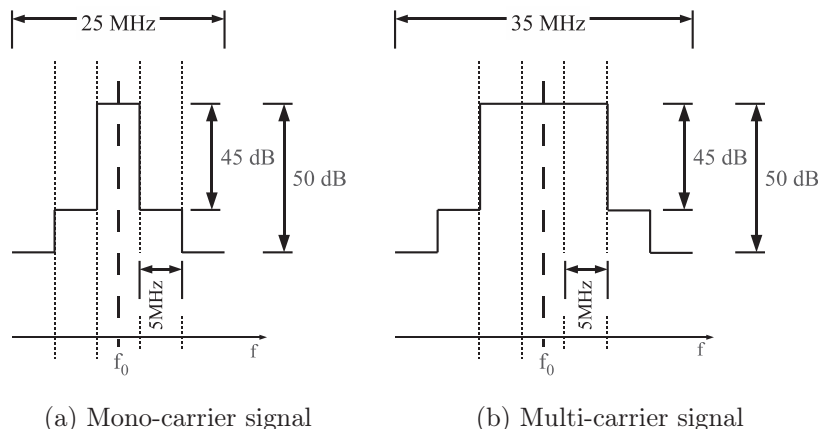 25 MHz
35 MHz
45 dB
50 dB
45 dB
50 dB
5MHz
5MHz
f
f
f₀
f₀
(a) Mono-carrier signal
(b) Multi-carrier signal